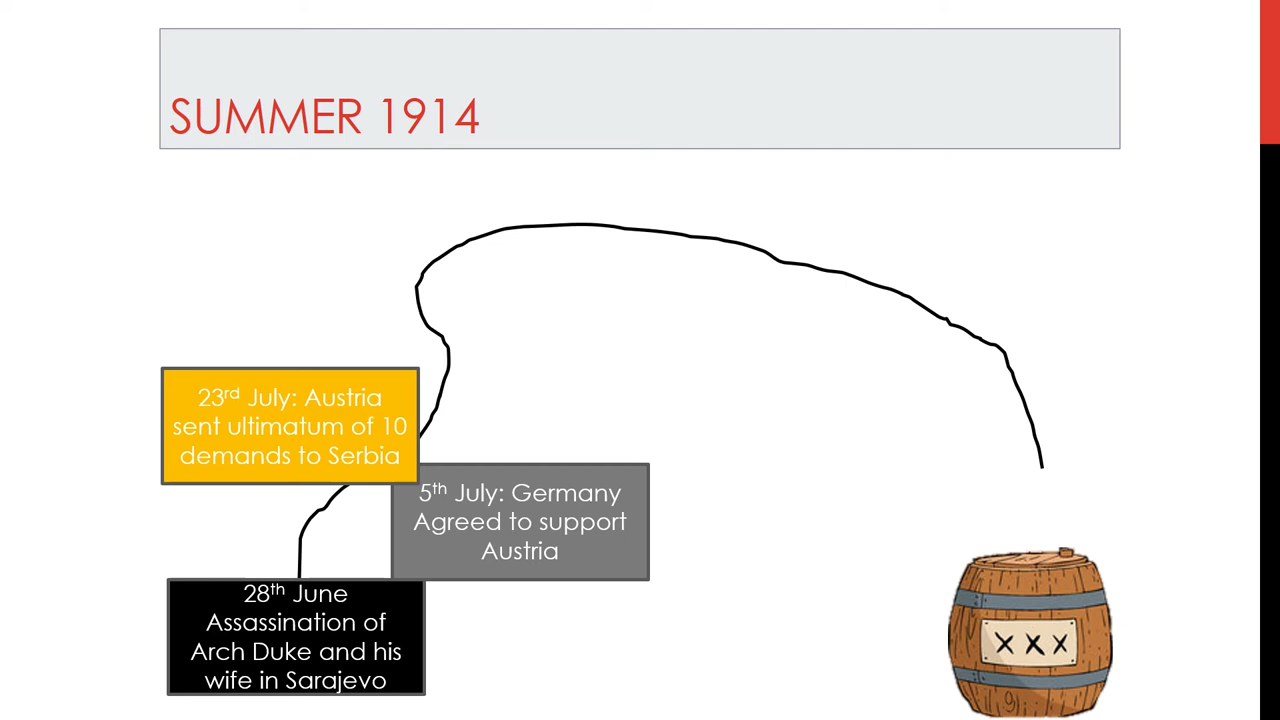 SUMMER 1914
23rd July: Austria
sent ultimatum of 10
demands to Serbia
5th July: Germany
Agreed to support
Austria
28th June
Assassination of
Arch Duke and his
wife in Sarajevo
XXX